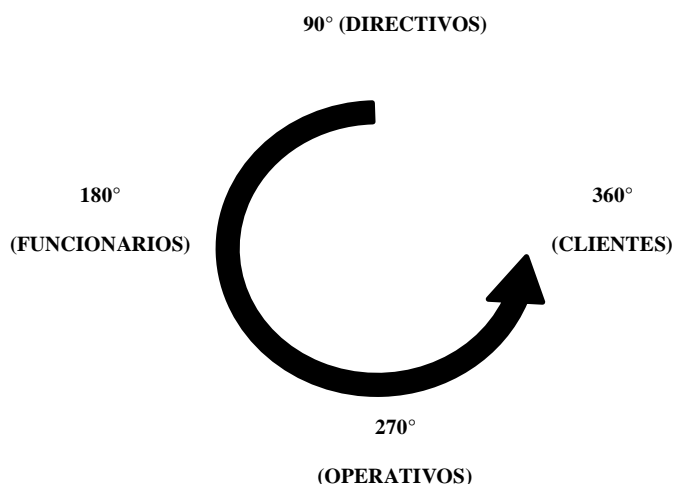 90° (DIRECTIVOS)
180°
(FUNCIONARIOS)
360°
(CLIENTES)
270°
(OPERATIVOS)